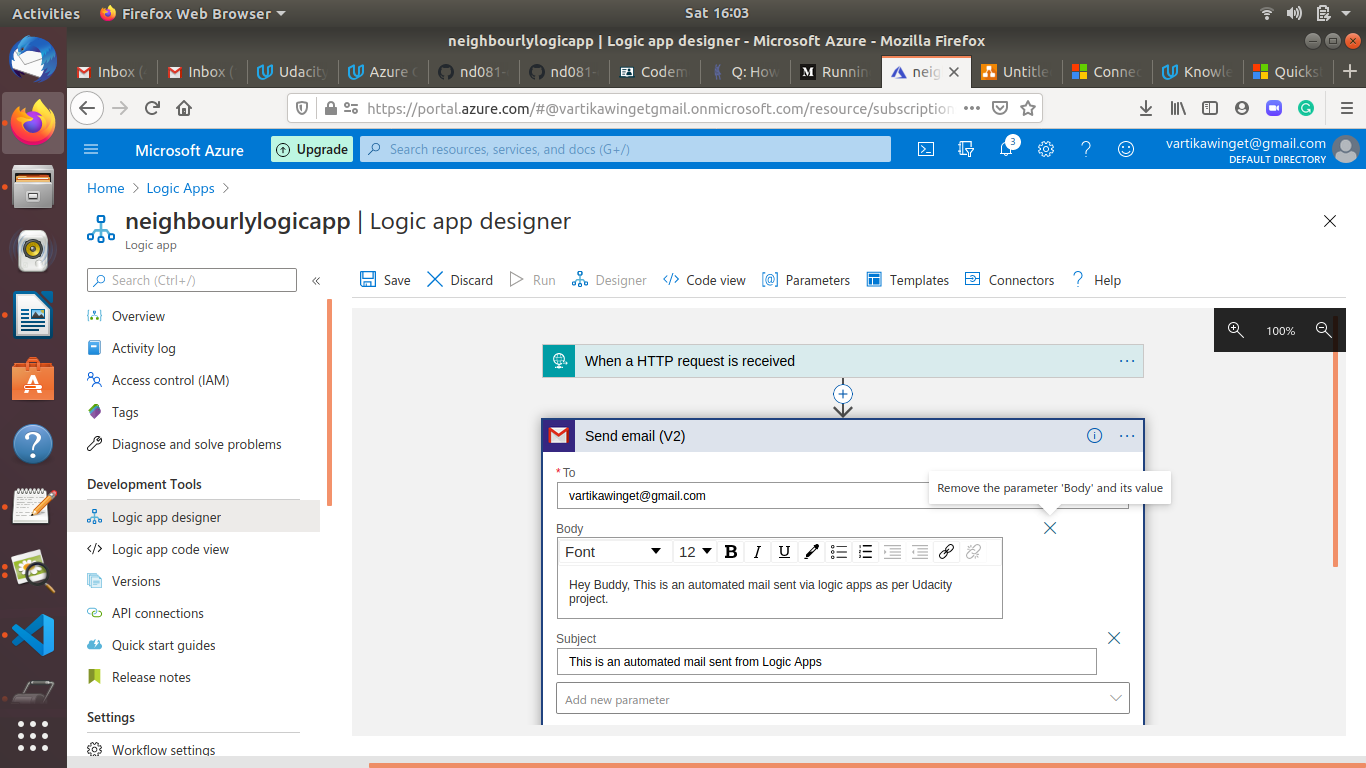 Activities Firefox Web Browser Sat 16:03
neighbourlylogicapp | Logic app designer - Microsoft Azure - Mozilla Firefox
Inbox ( Inbox ( Udacity Azure nd081- nd081- Codem Q: How Runnin neig Untitle Connec Knowle Quicks
https://portal.azure.com/#@vartikawingetgmail.onmicrosoft.com/resource/subscription
Microsoft Azure Upgrade Search resources, services, and docs (G+/) 3 vartikawinget@gmail.com
DEFAULT DIRECTORY
Home > Logic Apps >
neighbourlylogicapp | Logic app designer
Logic app
Search (Ctrl+/) «
Overview
Activity log
Access control (IAM)
Tags
Diagnose and solve problems
Development Tools
Logic app designer
Logic app code view
Versions
API connections
Quick start guides
Release notes
Settings
Workflow settings
Save Discard Run Designer Code view Parameters Templates Connectors Help
100%
When a HTTP request is received
Send email (V2)
* To
vartikawinget@gmail.com
Remove the parameter 'Body' and its value
Body
Font 12 B I U
Hey Buddy, This is an automated mail sent via logic apps as per Udacity
project.
Subject
This is an automated mail sent from Logic Apps
Add new parameter